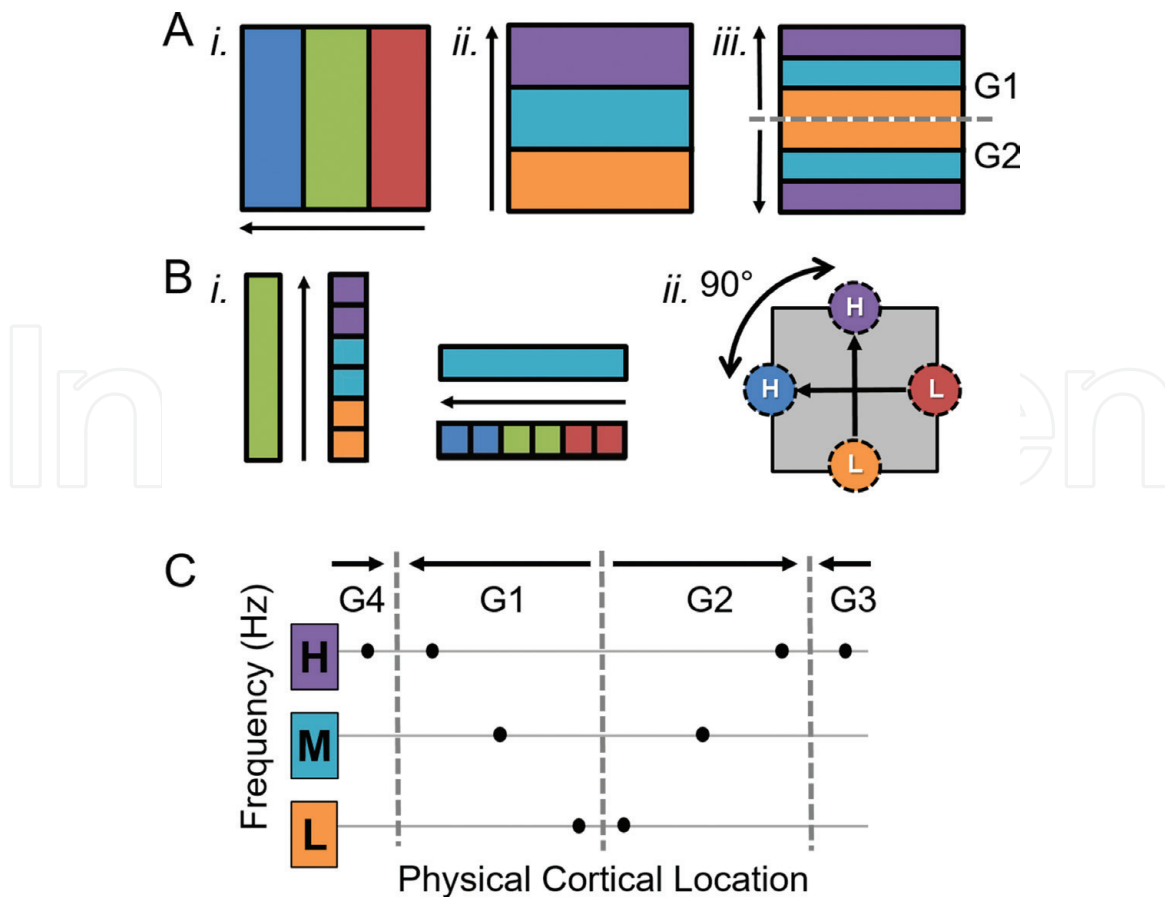 A
i.
ii.
iii.
G1
G2
B
i.
ii. 90°
H
H
L
L
C
G4 G1 G2 G3
Frequency (Hz)
H
M
L
Physical Cortical Location